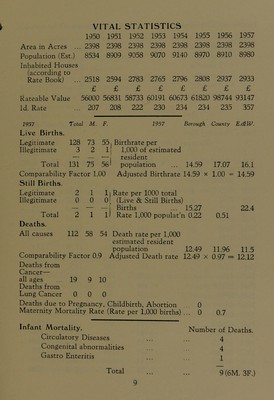 VITAL STATISTICS
1950 1951 1952 1953 1954 1955 1956 1957
Area in Acres ... 2398 2398 2398 2398 2398 2398 2398 2398
Population (Est.) 8534 8909 9058 9070 9140 8970 8910 8980
Inhabited Houses
(according to
Rate Book) ... 2518 2594 2783 2765 2796 2808 2937 2933
£ £ £ £ £ £ £ £
Rateable Value 56600 56831 58733 60191 60673 61820 98744 93147
1d. Rate ... 207 208 222 230 234 234 235 357
1957 Total M. F. 1957 Borough County E.&W.
Live Births.
Legitimate 128 73 55 Birthrate per
Illegitimate 3 2 1 1,000 of estimated
— — — resident
Total 131 75 56 population ... 14.59 17.07 16.1
Comparability Factor 1.00 Adjusted Birthrate 14.59 × 1.00 = 14.59
Still Births.
Legitimate 2 1 1 Rate per 1000 total
Illegitimate 0 0 0 (Live & Still Births)
— — — Births ... 15.27 22.4
Total 2 1 1 Rate 1,000 populat'n 0.22 0.51
Deaths.
All causes 112 58 54 Death rate per 1,000
estimated resident
population 12.49 11.96 11.5
Comparability Factor 0.9 Adjusted Death rate 12.49 × 0.97 = 12.12
Deaths from
Cancer—
all ages ... 19 9 10
Deaths from
Lung Cancer 0 0 0
Deaths due to Pregnancy, Childbirth, Abortion ... 0
Maternity Mortality Rate (Rate per 1,000 births) ... 0 0.7
Infant Mortality. Number of Deaths.
Circulatory Diseases ... ... 4
Congenital abnormalities ... 4
Gastro Enteritis ... ... 1
—
Total ... ... 9 (6M. 3F.)
9